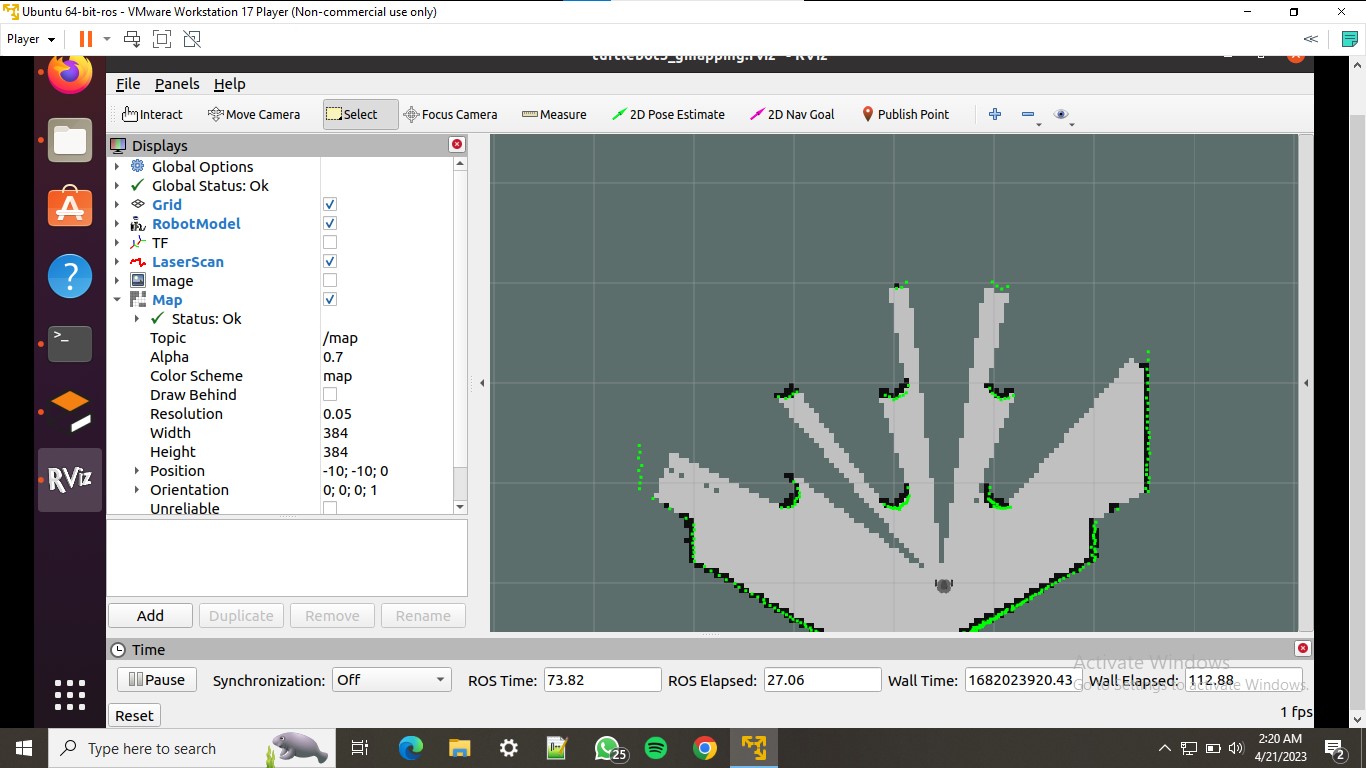 Ubuntu 64-bit-ros - VMware Workstation 17 Player (Non-commercial use only)
Player
turtlebot3_gmapping.rviz* - RViz
File Panels Help
Interact Move Camera Select Focus Camera Measure 2D Pose Estimate 2D Nav Goal Publish Point
Displays
Global Options
Global Status: Ok
Grid
RobotModel
TF
LaserScan
Image
Map
Status: Ok
Topic /map
Alpha 0.7
Color Scheme map
Draw Behind
Resolution 0.05
Width 384
Height 384
Position -10; -10; 0
Orientation 0; 0; 0; 1
Unreliable
RViz
Add Duplicate Remove Rename
Time
Pause Synchronization: Off ROS Time: 73.82 ROS Elapsed: 27.06 Wall Time: 1682023920.43 Wall Elapsed: 112.88
Activate Windows
Go to Settings to activate Windows.
Reset 1 fps
Type here to search
25
2:20 AM
4/21/2023
2